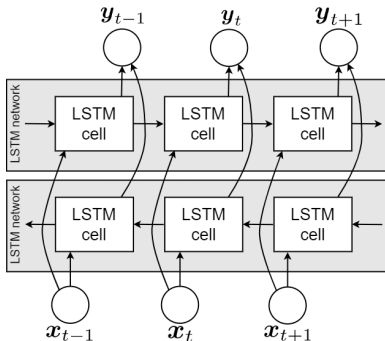 y_{t-1} y_t y_{t+1}
LSTM network
LSTM cell
LSTM cell
LSTM cell
LSTM network
LSTM cell
LSTM cell
LSTM cell
x_{t-1} x_t x_{t+1}